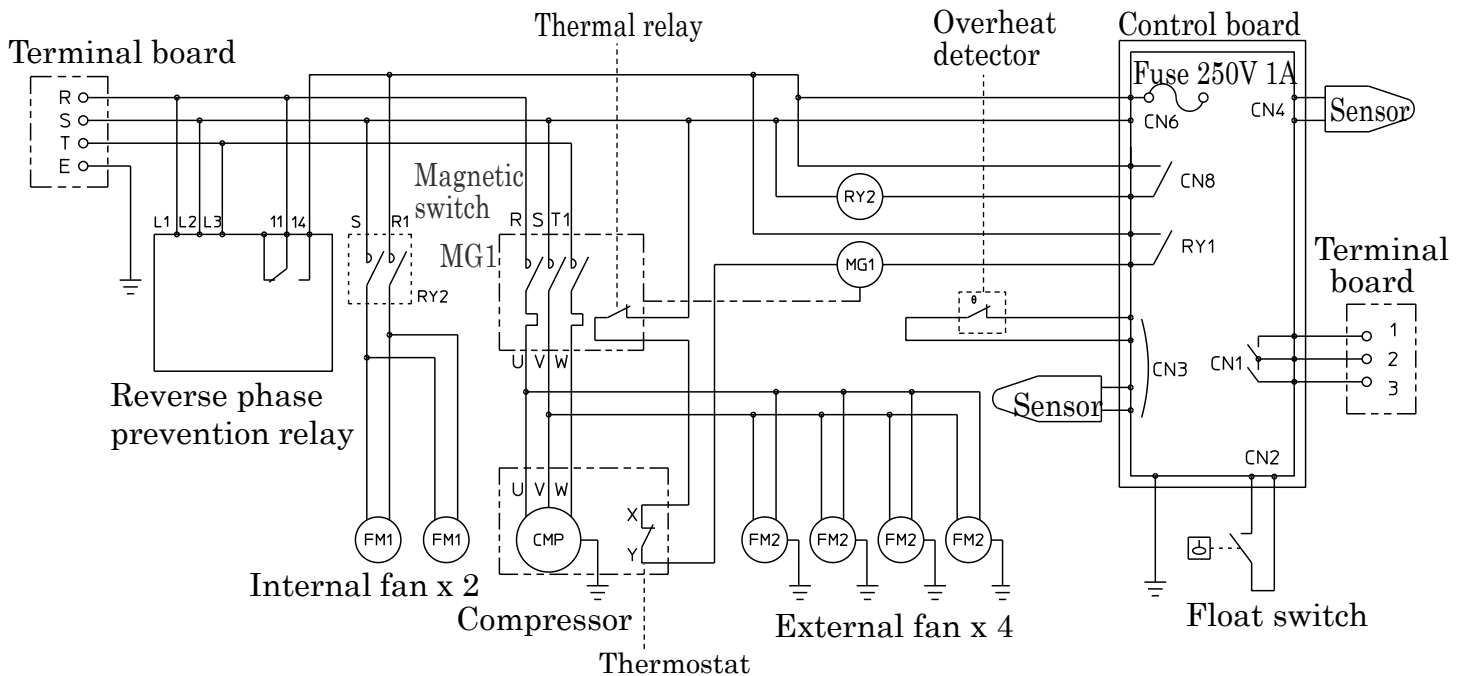 Thermal relay
Overheat
detector
Control board
Terminal board
Fuse 250V 1A
R
S
T
E
CN6
CN4
Sensor
Magnetic
switch
MG1
CN8
RY2
L1 L2 L3 11 14
S R1
R S T1
RY1
MG1
Terminal
board
RY2
θ
1
2
3
CN1
CN3
U V W
Reverse phase
prevention relay
Sensor
CN2
U V W
X
Y
FM1 FM1
CMP
FM2 FM2 FM2 FM2
Internal fan x 2
Compressor
External fan x 4
Float switch
Thermostat